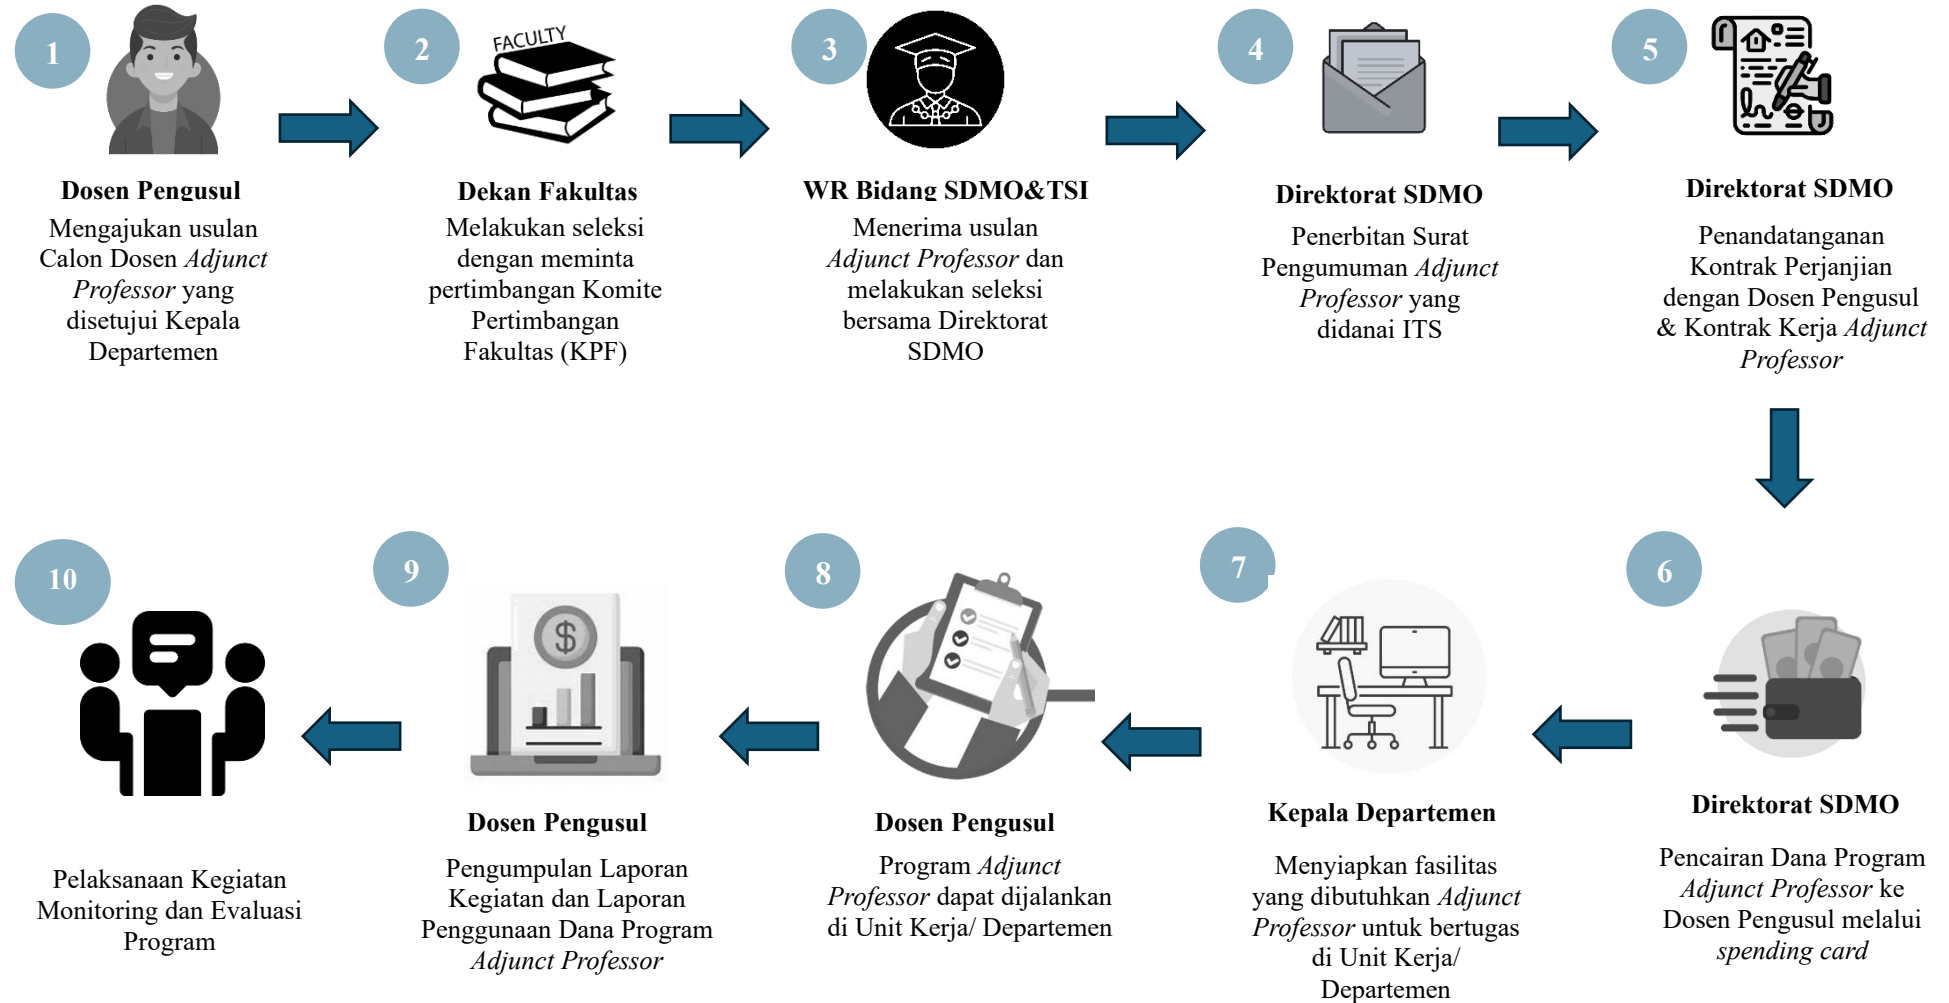 1
Dosen Pengusul
Mengajukan usulan
Calon Dosen Adjunct
Professor yang
disetujui Kepala
Departemen
2
FACULTY
Dekan Fakultas
Melakukan seleksi
dengan meminta
pertimbangan Komite
Pertimbangan
Fakultas (KPF)
3
WR Bidang SDMO&TSI
Menerima usulan
Adjunct Professor dan
melakukan seleksi
bersama Direktorat
SDMO
4
Direktorat SDMO
Penerbitan Surat
Pengumuman Adjunct
Professor yang
didanai ITS
5
Direktorat SDMO
Penandatanganan
Kontrak Perjanjian
dengan Dosen Pengusul
& Kontrak Kerja Adjunct
Professor
6
Direktorat SDMO
Pencairan Dana Program
Adjunct Professor ke
Dosen Pengusul melalui
spending card
7
Kepala Departemen
Menyiapkan fasilitas
yang dibutuhkan Adjunct
Professor untuk bertugas
di Unit Kerja/
Departemen
8
Dosen Pengusul
Program Adjunct
Professor dapat dijalankan
di Unit Kerja/ Departemen
9
$
Dosen Pengusul
Pengumpulan Laporan
Kegiatan dan Laporan
Penggunaan Dana Program
Adjunct Professor
10
Pelaksanaan Kegiatan
Monitoring dan Evaluasi
Program